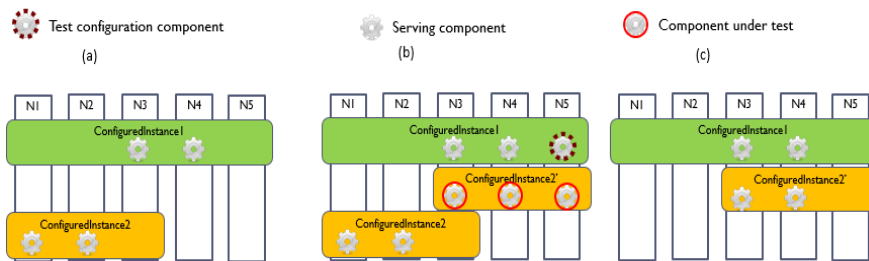 Test configuration component
Serving component
Component under test
(a)
(b)
(c)
N1 N2 N3 N4 N5
ConfiguredInstance1
ConfiguredInstance2
N1 N2 N3 N4 N5
ConfiguredInstance1
ConfiguredInstance2'
ConfiguredInstance2
N1 N2 N3 N4 N5
ConfiguredInstance1
ConfiguredInstance2'